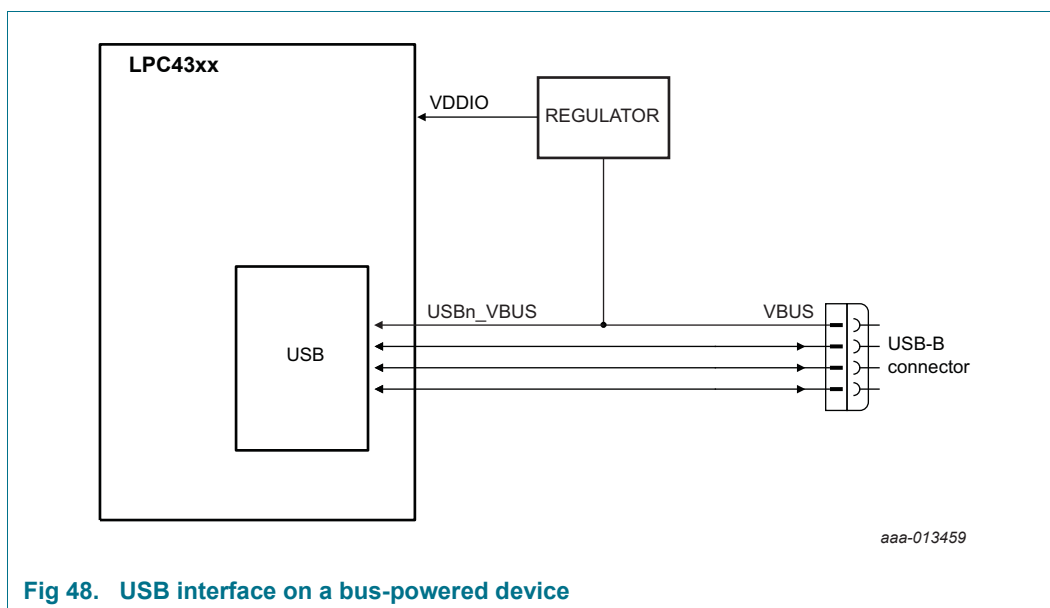 LPC43xx
VDDIO
REGULATOR
USBn_VBUS
VBUS
USB
USB-B
connector
aaa-013459
Fig 48. USB interface on a bus-powered device